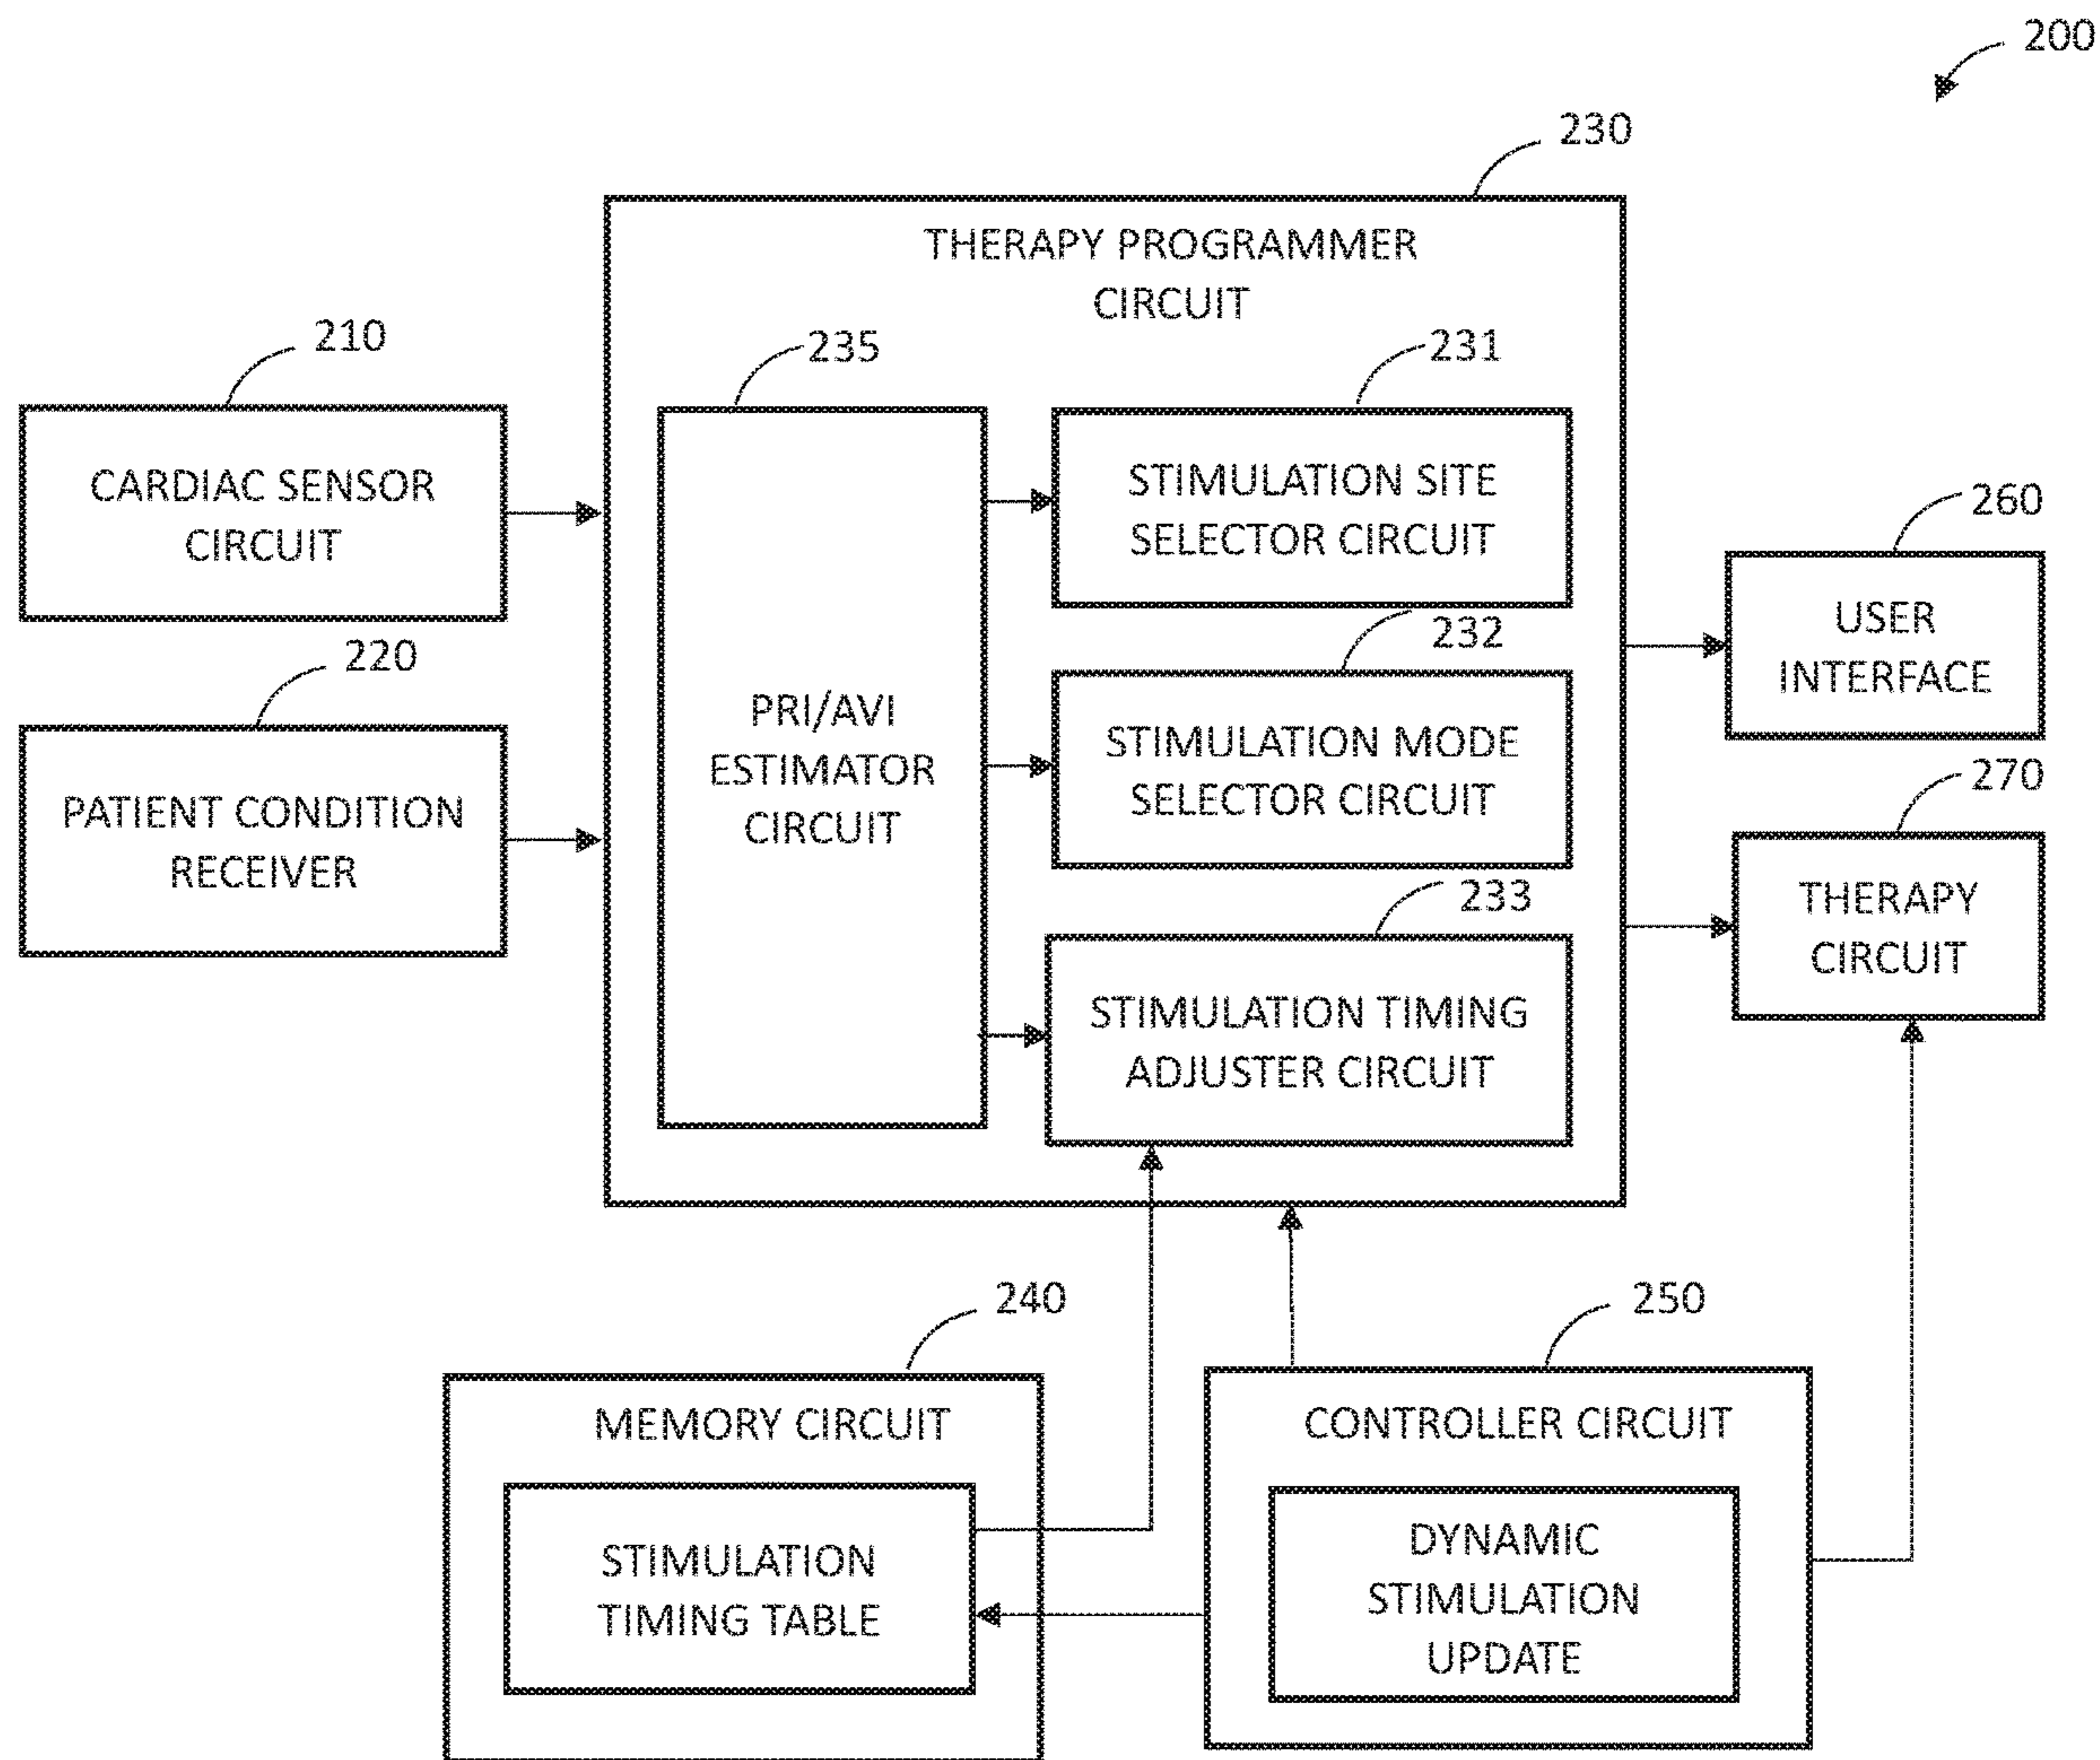 200
230
THERAPY PROGRAMMER
CIRCUIT
210
235
231
CARDIAC SENSOR
CIRCUIT
STIMULATION SITE
SELECTOR CIRCUIT
260
USER
INTERFACE
220
232
PATIENT CONDITION
RECEIVER
PRI/AVI
ESTIMATOR
CIRCUIT
STIMULATION MODE
SELECTOR CIRCUIT
270
THERAPY
CIRCUIT
233
STIMULATION TIMING
ADJUSTER CIRCUIT
240
250
MEMORY CIRCUIT
STIMULATION
TIMING TABLE
CONTROLLER CIRCUIT
DYNAMIC
STIMULATION
UPDATE